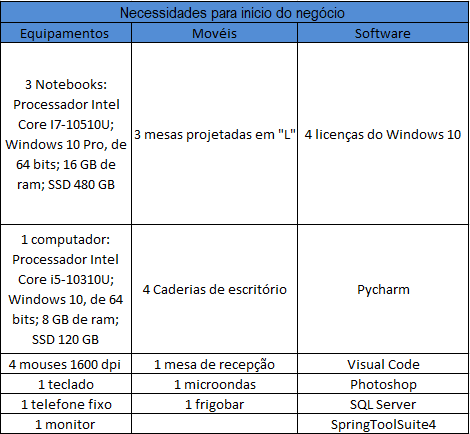 Necessidades para início do negócio
Equipamentos
Movéis
Software
3 Notebooks:
Processador Intel
Core I7-10510U;
Windows 10 Pro, de
64 bits; 16 GB de
ram; SSD 480 GB
3 mesas projetadas em "L"
4 licenças do Windows 10
1 computador:
Processador Intel
Core i5-10310U;
Windows 10, de 64
bits; 8 GB de ram;
SSD 120 GB
4 Caderias de escritório
Pycharm
4 mouses 1600 dpi
1 mesa de recepção
Visual Code
1 teclado
1 microondas
Photoshop
1 telefone fixo
1 frigobar
SQL Server
1 monitor
SpringToolSuite4